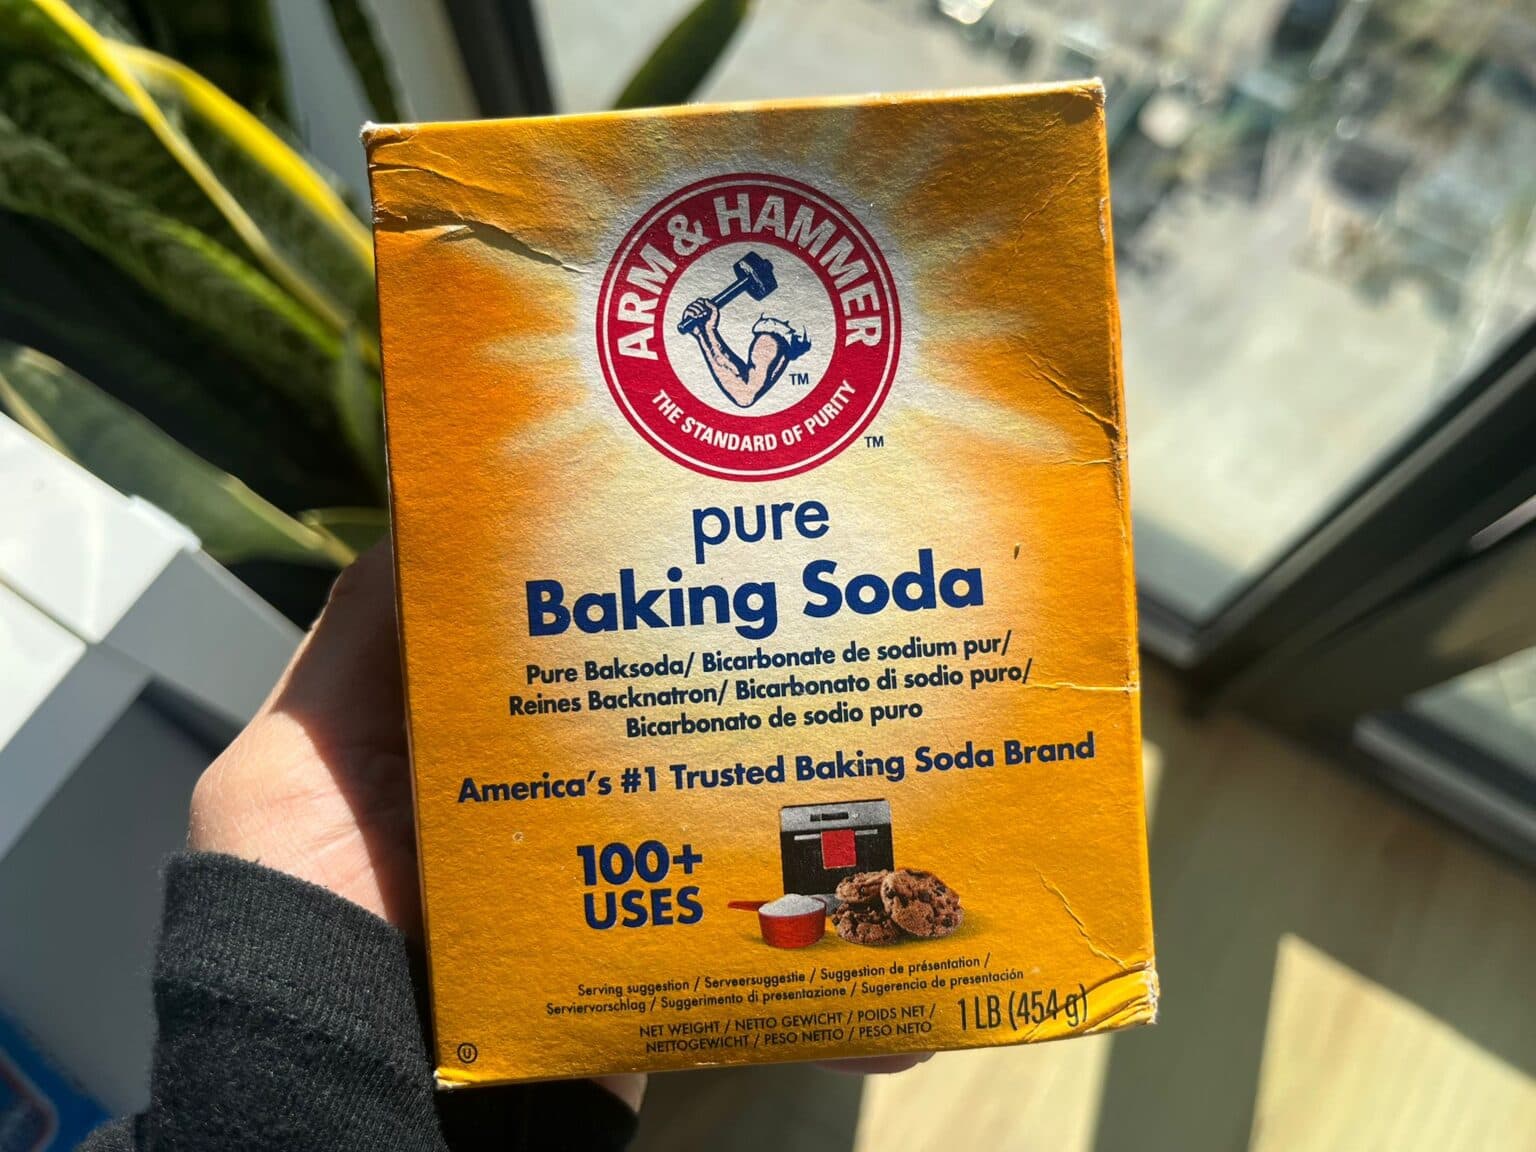 ARM & HAMMER
TM
THE STANDARD OF PURITY
TM
pure
Baking Soda
Pure Baksoda/ Bicarbonate de sodium pur/
Reines Backnatron/ Bicarbonato di sodio puro/
Bicarbonato de sodio puro
America's #1 Trusted Baking Soda Brand
100+
USES
Serving suggestion / Serveersuggestie / Suggestion de présentation /
Serviervorschlag / Suggerimento di presentazione / Sugerencia de presentación
NET WEIGHT / NETTO GEWICHT / POIDS NET /
NETTOGEWICHT / PESO NETTO / PESO NETO
1 LB (454 g)
U